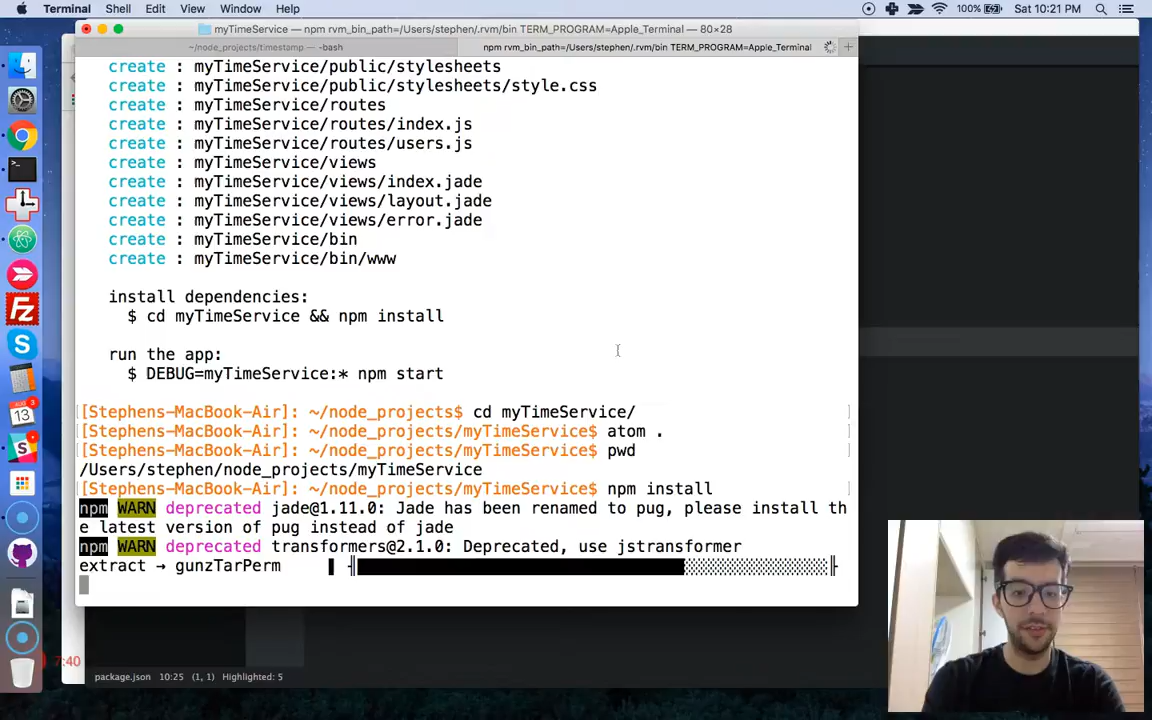 Terminal Shell Edit View Window Help 100% Sat 10:21 PM
myTimeService — npm rvm_bin_path=/Users/stephen/.rvm/bin TERM_PROGRAM=Apple_Terminal — 80×28
~/node_projects/timestamp — -bash
npm rvm_bin_path=/Users/stephen/.rvm/bin TERM_PROGRAM=Apple_Terminal
create : myTimeService/public/stylesheets
create : myTimeService/public/stylesheets/style.css
create : myTimeService/routes
create : myTimeService/routes/index.js
create : myTimeService/routes/users.js
create : myTimeService/views
create : myTimeService/views/index.jade
create : myTimeService/views/layout.jade
create : myTimeService/views/error.jade
create : myTimeService/bin
create : myTimeService/bin/www
install dependencies:
$ cd myTimeService && npm install
run the app:
$ DEBUG=myTimeService:* npm start
[Stephens-MacBook-Air]: ~/node_projects$ cd myTimeService/
[Stephens-MacBook-Air]: ~/node_projects/myTimeService$ atom .
[Stephens-MacBook-Air]: ~/node_projects/myTimeService$ pwd
/Users/stephen/node_projects/myTimeService
[Stephens-MacBook-Air]: ~/node_projects/myTimeService$ npm install
npm WARN deprecated jade@1.11.0: Jade has been renamed to pug, please install th
e latest version of pug instead of jade
npm WARN deprecated transformers@2.1.0: Deprecated, use jstransformer
extract → gunzTarPerm
7:40
package.json 10:25 (1, 1) Highlighted: 5
13
3